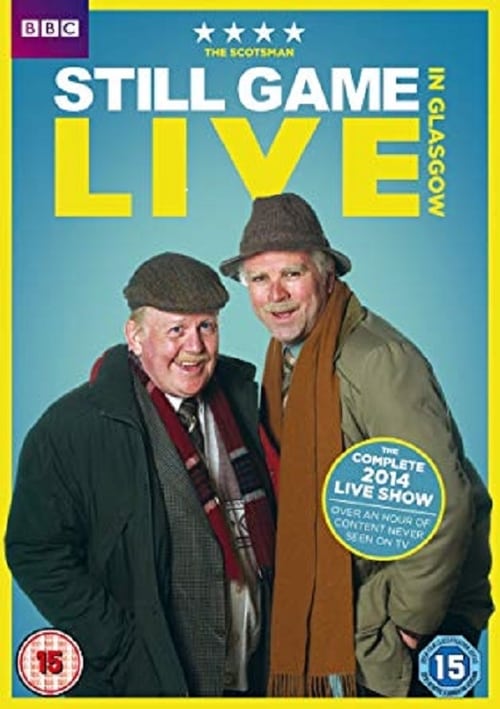 BBC
THE SCOTSMAN
STILL GAME
LIVE
IN GLASGOW
THE
COMPLETE
2014
LIVE SHOW
OVER AN HOUR OF
CONTENT NEVER
SEEN ON TV
15
15